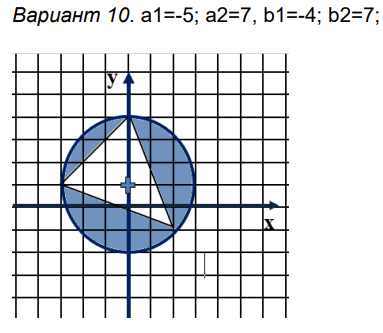 Вариант 10. a1=-5; a2=7, b1=-4; b2=7;
y
x